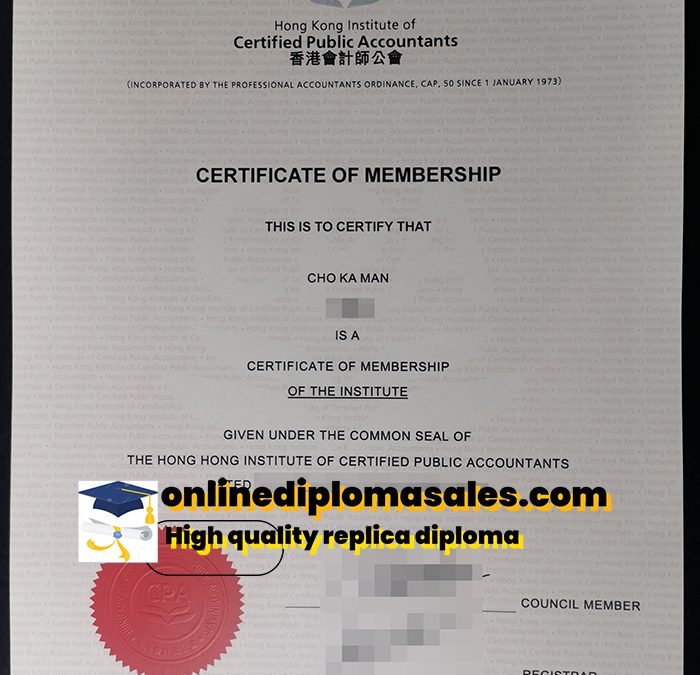 Hong Kong Institute of
Certified Public Accountants
香港會計師公會
(INCORPORATED BY THE PROFESSIONAL ACCOUNTANTS ORDINANCE, CAP, 50 SINCE 1 JANUARY 1973)
CERTIFICATE OF MEMBERSHIP
THIS IS TO CERTIFY THAT
CHO KA MAN
IS A
CERTIFICATE OF MEMBERSHIP
OF THE INSTITUTE
GIVEN UNDER THE COMMON SEAL OF
THE HONG HONG INSTITUTE OF CERTIFIED PUBLIC ACCOUNTANTS
TED
onlinediplomasales.com
High quality replica diploma
CPA
COUNCIL MEMBER
REGISTRAR